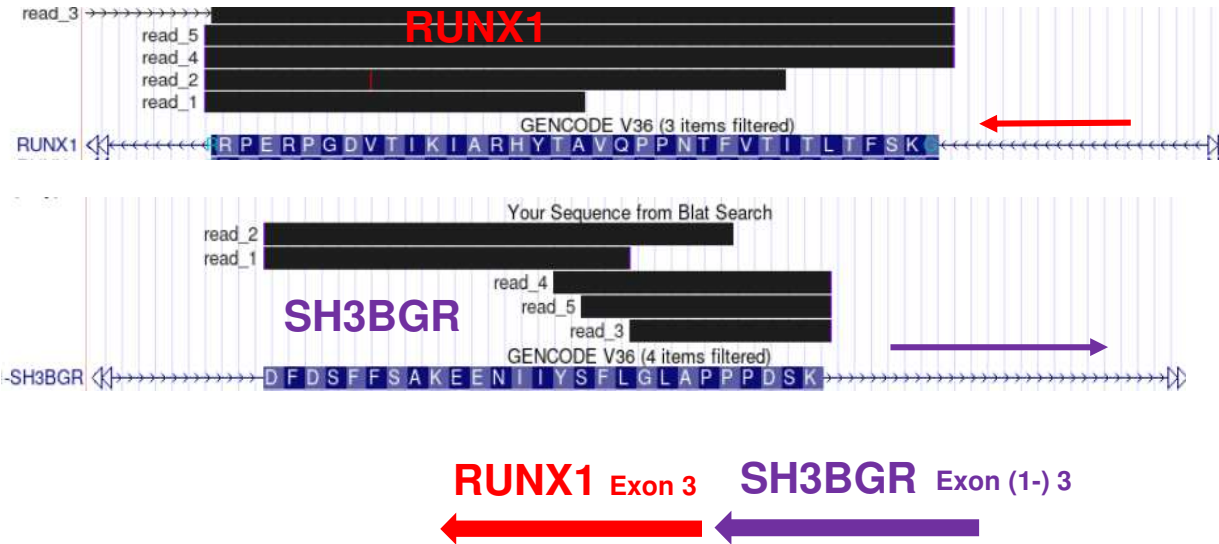 read_3
RUNX1
read_5
read_4
read_2
read_1
GENCODE V36 (3 items filtered)
RUNX1 R R P E R P G D V T I K I A R H Y T A V Q P P N T F V T I T L T F S K G
Your Sequence from Blat Search
read_2
read_1
read_4
SH3BGR
read_5
read_3
GENCODE V36 (4 items filtered)
-SH3BGR D F D S F F S A K E E N I I Y S F L G L A P P P D S K
RUNX1 Exon 3 SH3BGR Exon (1-) 3